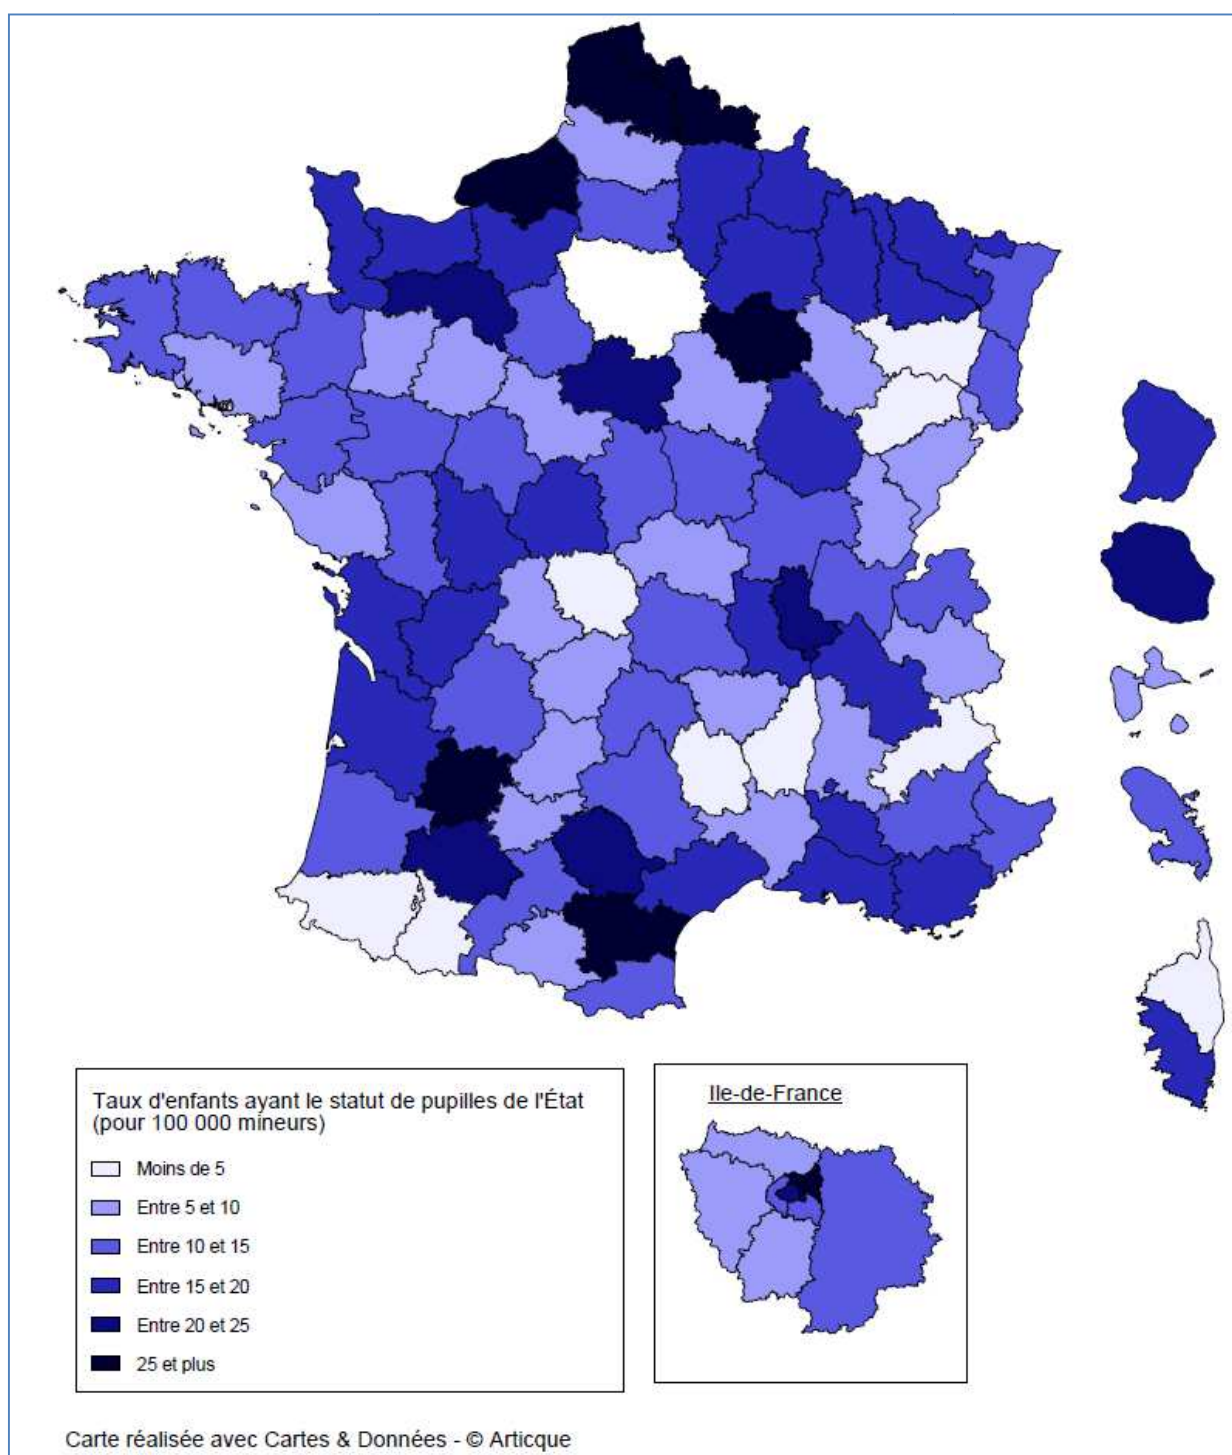 Taux d'enfants ayant le statut de pupilles de l'État
(pour 100 000 mineurs)
Moins de 5
Entre 5 et 10
Entre 10 et 15
Entre 15 et 20
Entre 20 et 25
25 et plus
Ile-de-France
Carte réalisée avec Cartes & Données - © Articque